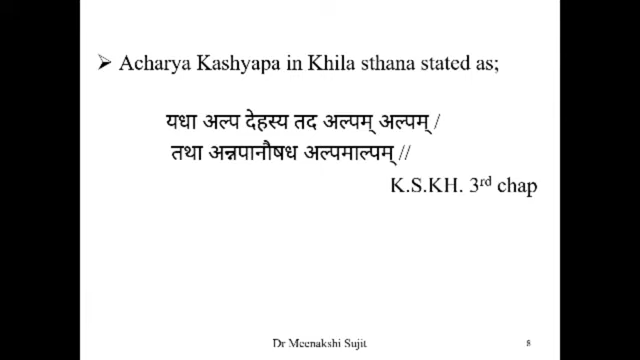 ➤ Acharya Kashyapa in Khila sthana stated as;
यधा अल्प देहस्य तद अल्पम् अल्पम् /
तथा अन्नपानौषध अल्पमाल्पम् //
K.S.KH. 3rd chap
Dr Meenakshi Sujit 8